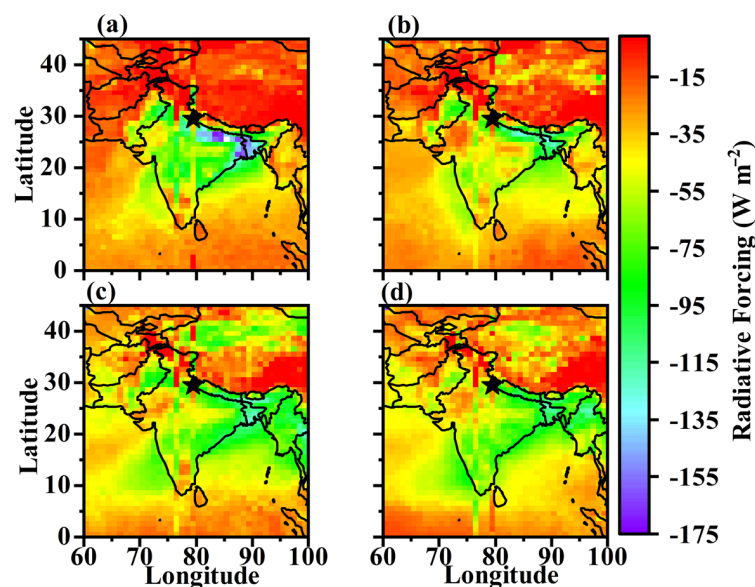 (a)
(b)
40
30
20
10
0
Latitude
(c)
(d)
40
30
20
10
0
Latitude
60 70 80 90 100
60 70 80 90 100
Longitude
Longitude
-15
-35
-55
-75
-95
-115
-135
-155
-175
Radiative Forcing (W m⁻²)